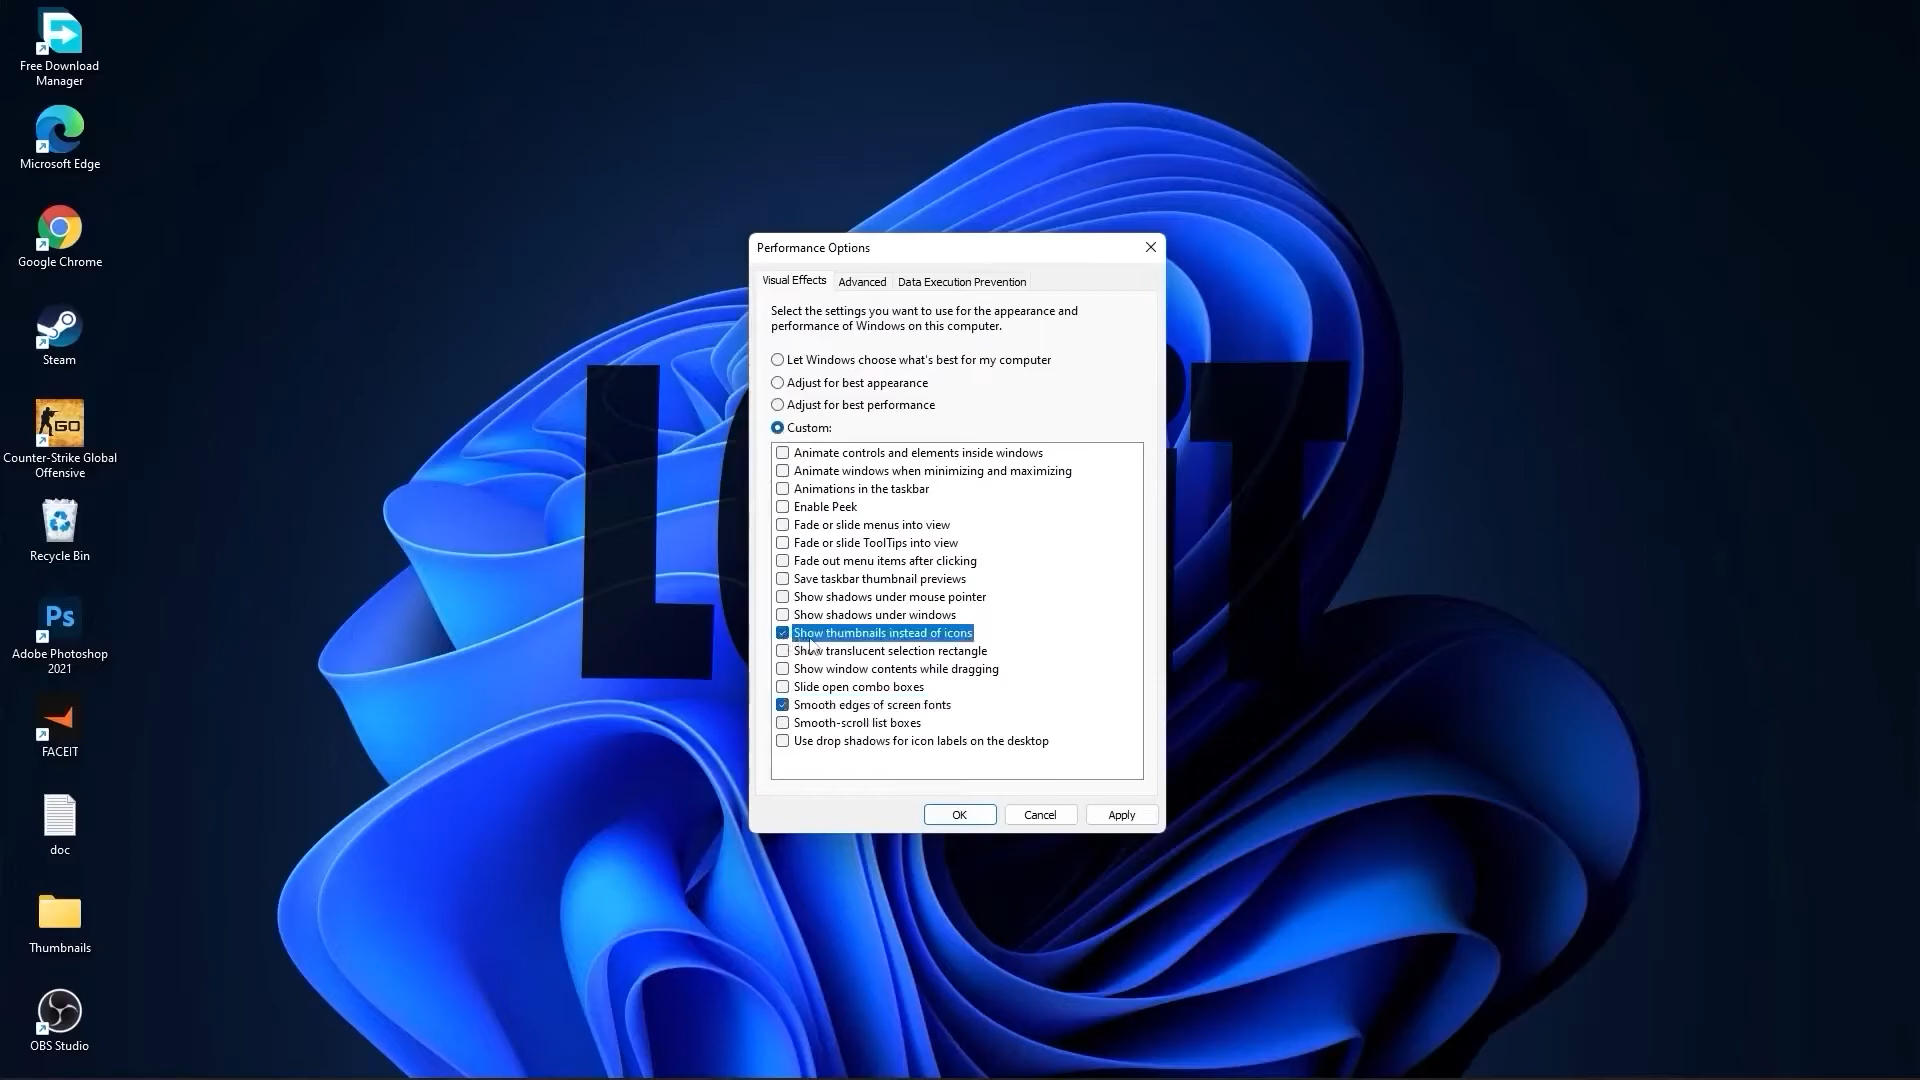 Free Download
Manager
Microsoft Edge
Google Chrome
Steam
GO
Counter-Strike Global
Offensive
Recycle Bin
Ps
Adobe Photoshop
2021
FACEIT
doc
Thumbnails
OBS Studio
Performance Options
Visual Effects
Advanced
Data Execution Prevention
Select the settings you want to use for the appearance and
performance of Windows on this computer.
Let Windows choose what's best for my computer
Adjust for best appearance
Adjust for best performance
Custom:
Animate controls and elements inside windows
Animate windows when minimizing and maximizing
Animations in the taskbar
Enable Peek
Fade or slide menus into view
Fade or slide ToolTips into view
Fade out menu items after clicking
Save taskbar thumbnail previews
Show shadows under mouse pointer
Show shadows under windows
Show thumbnails instead of icons
Show translucent selection rectangle
Show window contents while dragging
Slide open combo boxes
Smooth edges of screen fonts
Smooth-scroll list boxes
Use drop shadows for icon labels on the desktop
OK
Cancel
Apply